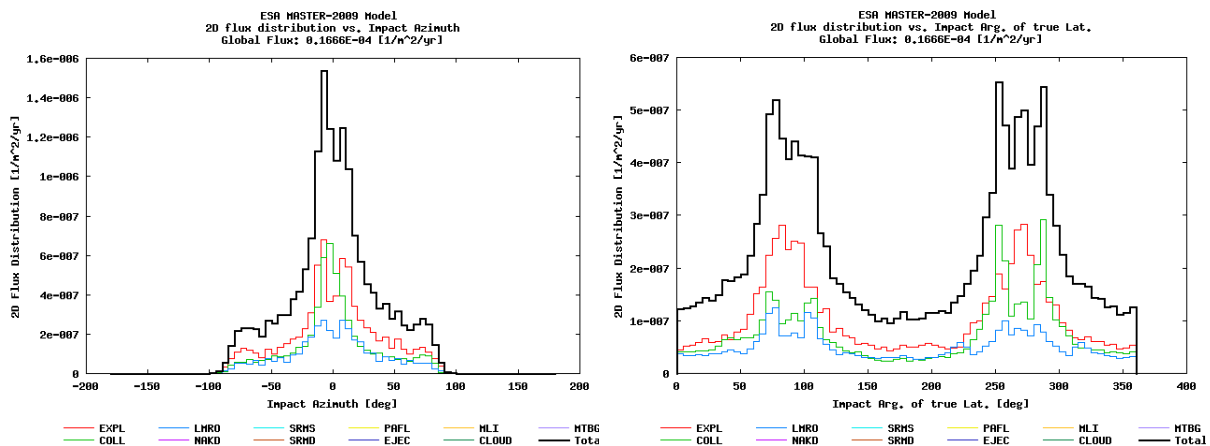 ESA MASTER-2009 Model
2D flux distribution vs. Impact Azimuth
Global Flux: 0.1666E-04 [1/m^2/yr]
2D Flux Distribution [1/m^2/yr]
1.6e-006
1.4e-006
1.2e-006
1e-006
8e-007
6e-007
4e-007
2e-007
0
-200 -150 -100 -50 0 50 100 150 200
Impact Azimuth [deg]
EXPL LMRO SRMS PAFL MLI MTBG
COLL NAKD SRMD EJEC CLOUD Total
ESA MASTER-2009 Model
2D flux distribution vs. Impact Arg. of true Lat.
Global Flux: 0.1666E-04 [1/m^2/yr]
2D Flux Distribution [1/m^2/yr]
6e-007
5e-007
4e-007
3e-007
2e-007
1e-007
0
0 50 100 150 200 250 300 350 400
Impact Arg. of true Lat. [deg]
EXPL LMRO SRMS PAFL MLI MTBG
COLL NAKD SRMD EJEC CLOUD Total